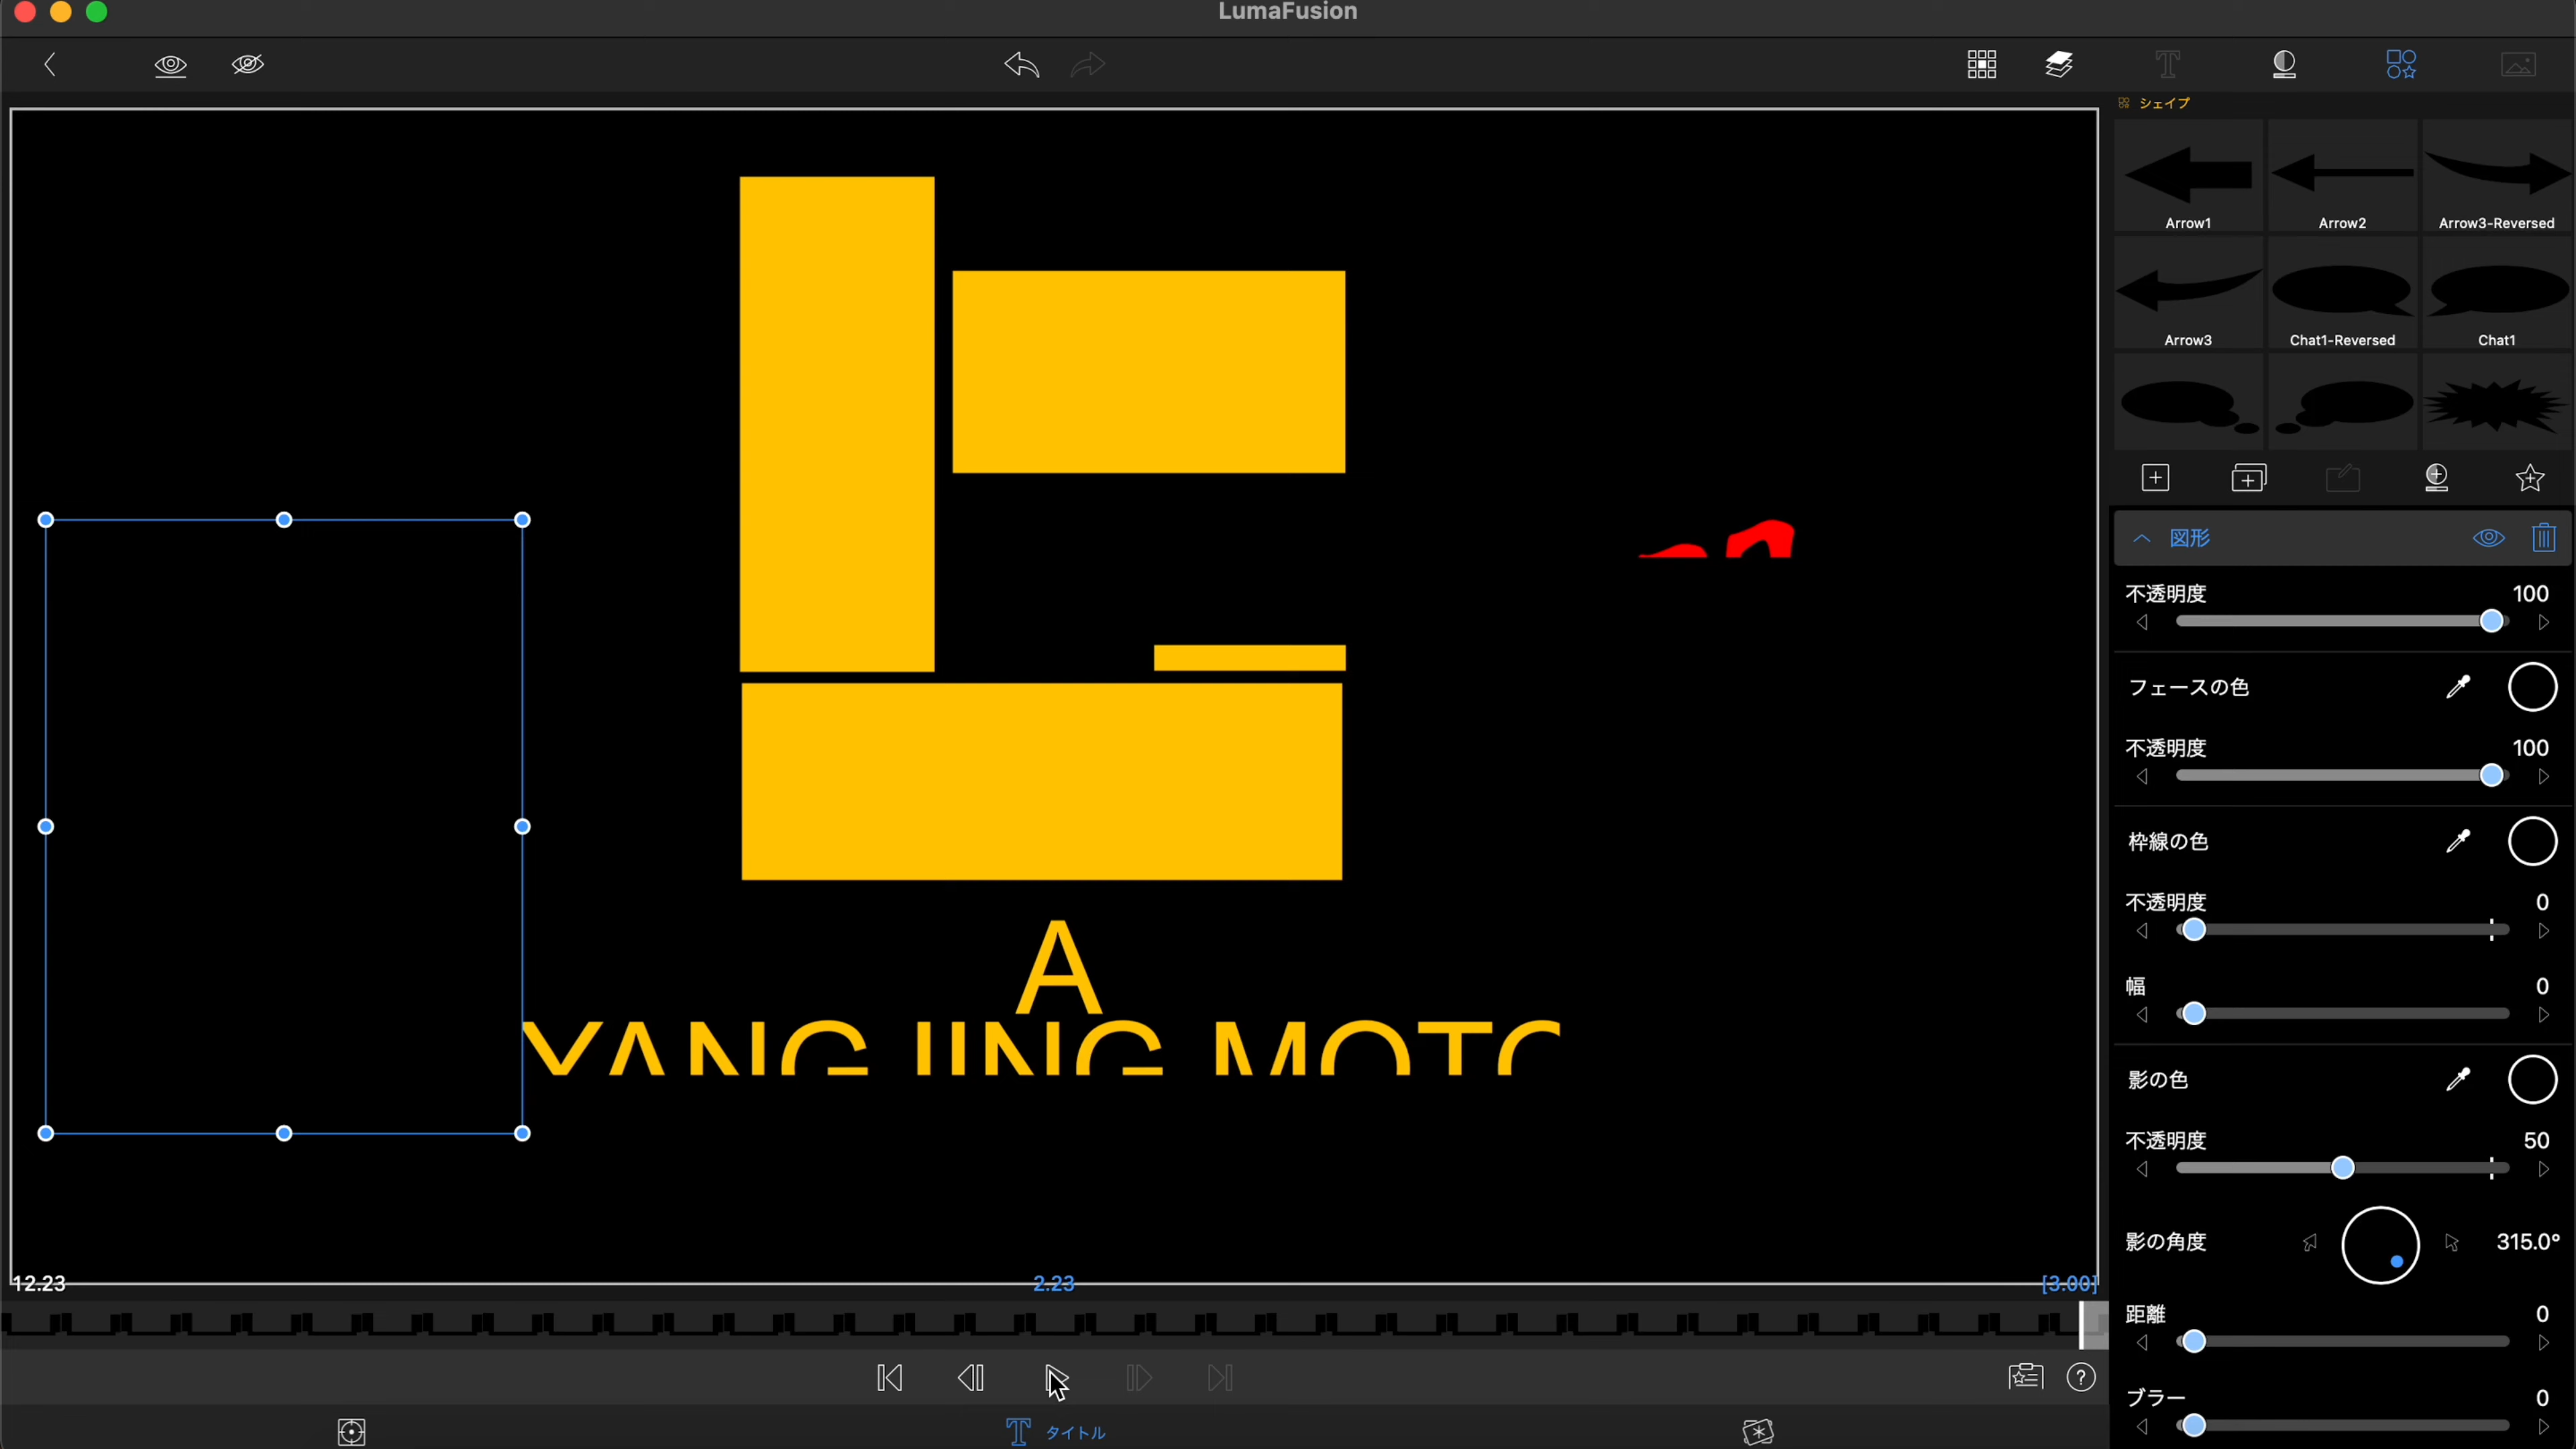 LumaFusion
シェイプ
Arrow1
Arrow2
Arrow3-Reversed
Arrow3
Chat1-Reversed
Chat1
図形
不透明度 100
フェースの色
不透明度 100
枠線の色
不透明度 0
幅 0
影の色
不透明度 50
影の角度 315.0°
距離 0
ブラー 0
A
YANG JING MOTO
12.23
2.23
[3.00]
タイトル